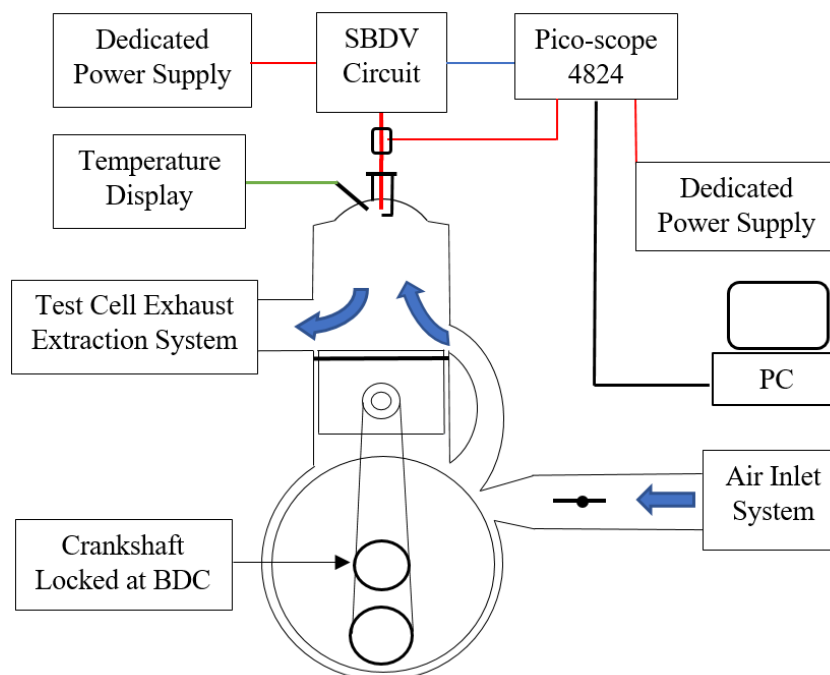 Dedicated
Power Supply
SBDV
Circuit
Pico-scope
4824
Temperature
Display
Dedicated
Power Supply
Test Cell Exhaust
Extraction System
PC
Air Inlet
System
Crankshaft
Locked at BDC